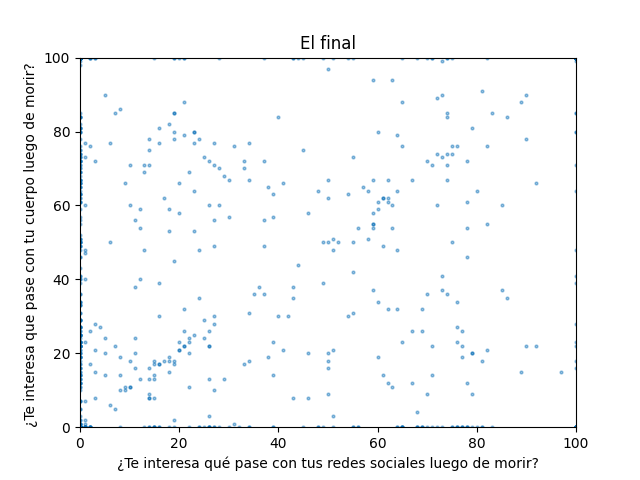 El final
¿Te interesa que pase con tu cuerpo luego de morir?
100
80
60
40
20
0
0 20 40 60 80 100
¿Te interesa qué pase con tus redes sociales luego de morir?